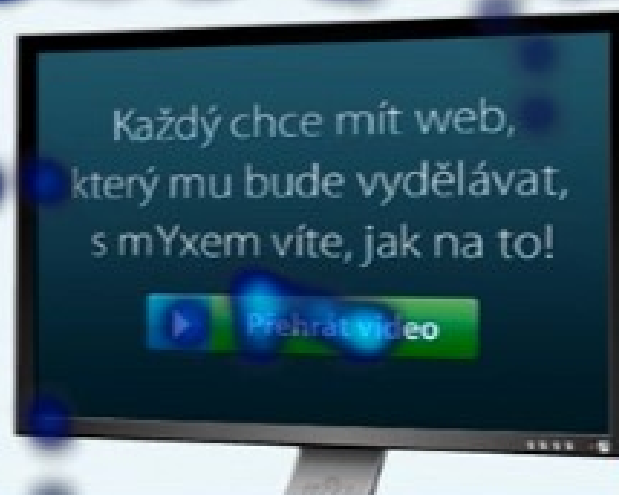 Každý chce mít web,
který mu bude vydělávat,
s mYxem víte, jak na to!
Přehrát video